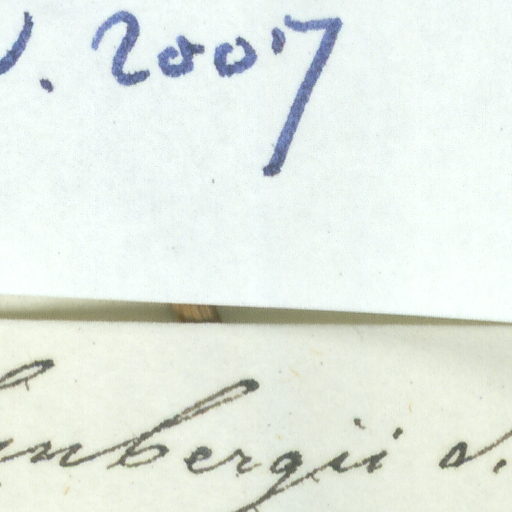 . 2007
nbergii s.